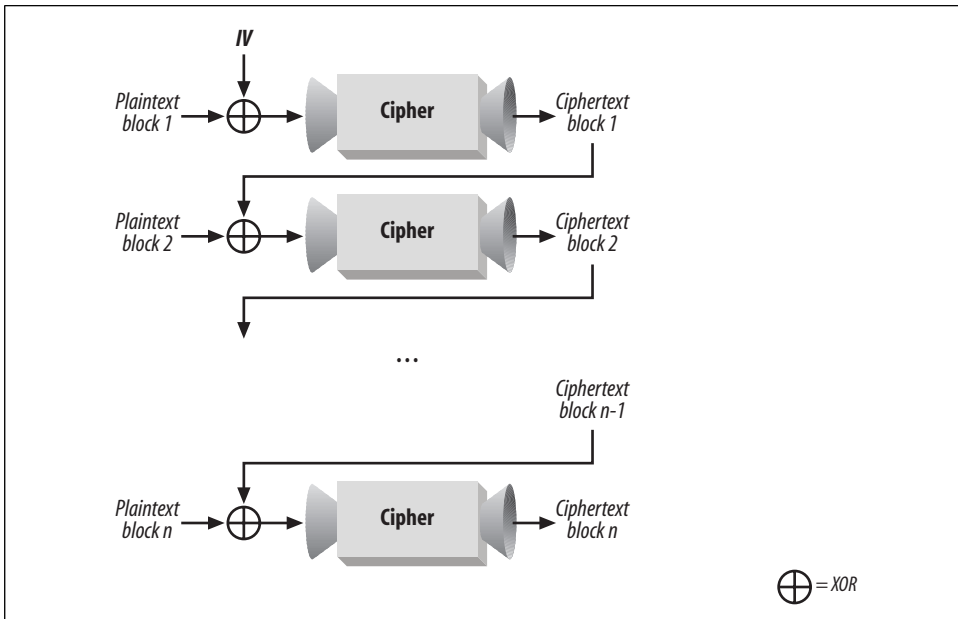 IV
Plaintext
block 1
Cipher
Ciphertext
block 1
Plaintext
block 2
Cipher
Ciphertext
block 2
...
Ciphertext
block n-1
Plaintext
block n
Cipher
Ciphertext
block n
= XOR